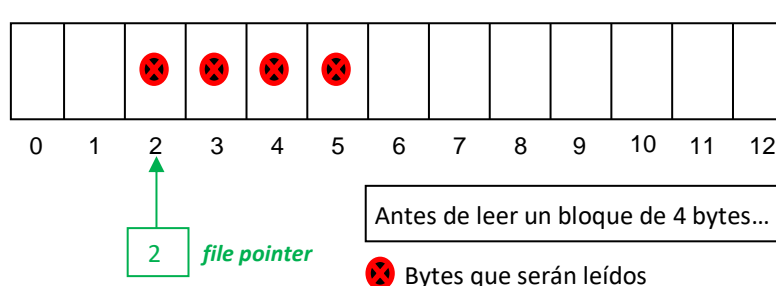 0 1 2 3 4 5 6 7 8 9 10 11 12
Antes de leer un bloque de 4 bytes…
2 file pointer
Bytes que serán leídos